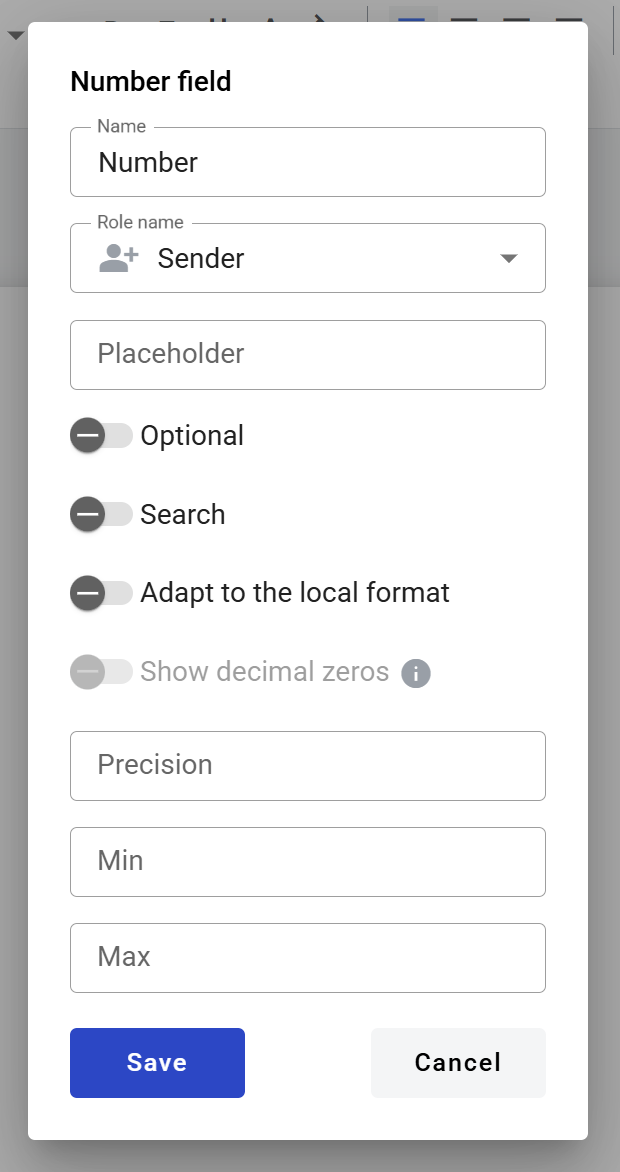 Number field
Name
Number
Role name
Sender
Placeholder
Optional
Search
Adapt to the local format
Show decimal zeros
Precision
Min
Max
Save Cancel